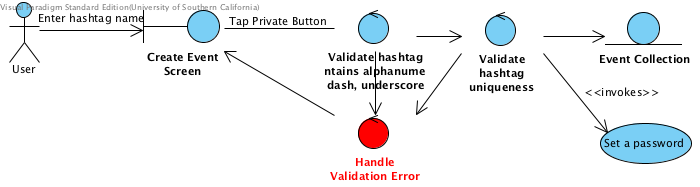 Visual Paradigm Standard Edition(University of Southern California)
Enter hashtag name
User
Create Event
Screen
Tap Private Button
Validate hashtag
ntains alphanume
dash, underscore
Validate
hashtag
uniqueness
Event Collection
<<invokes>>
Set a password
Handle
Validation Error